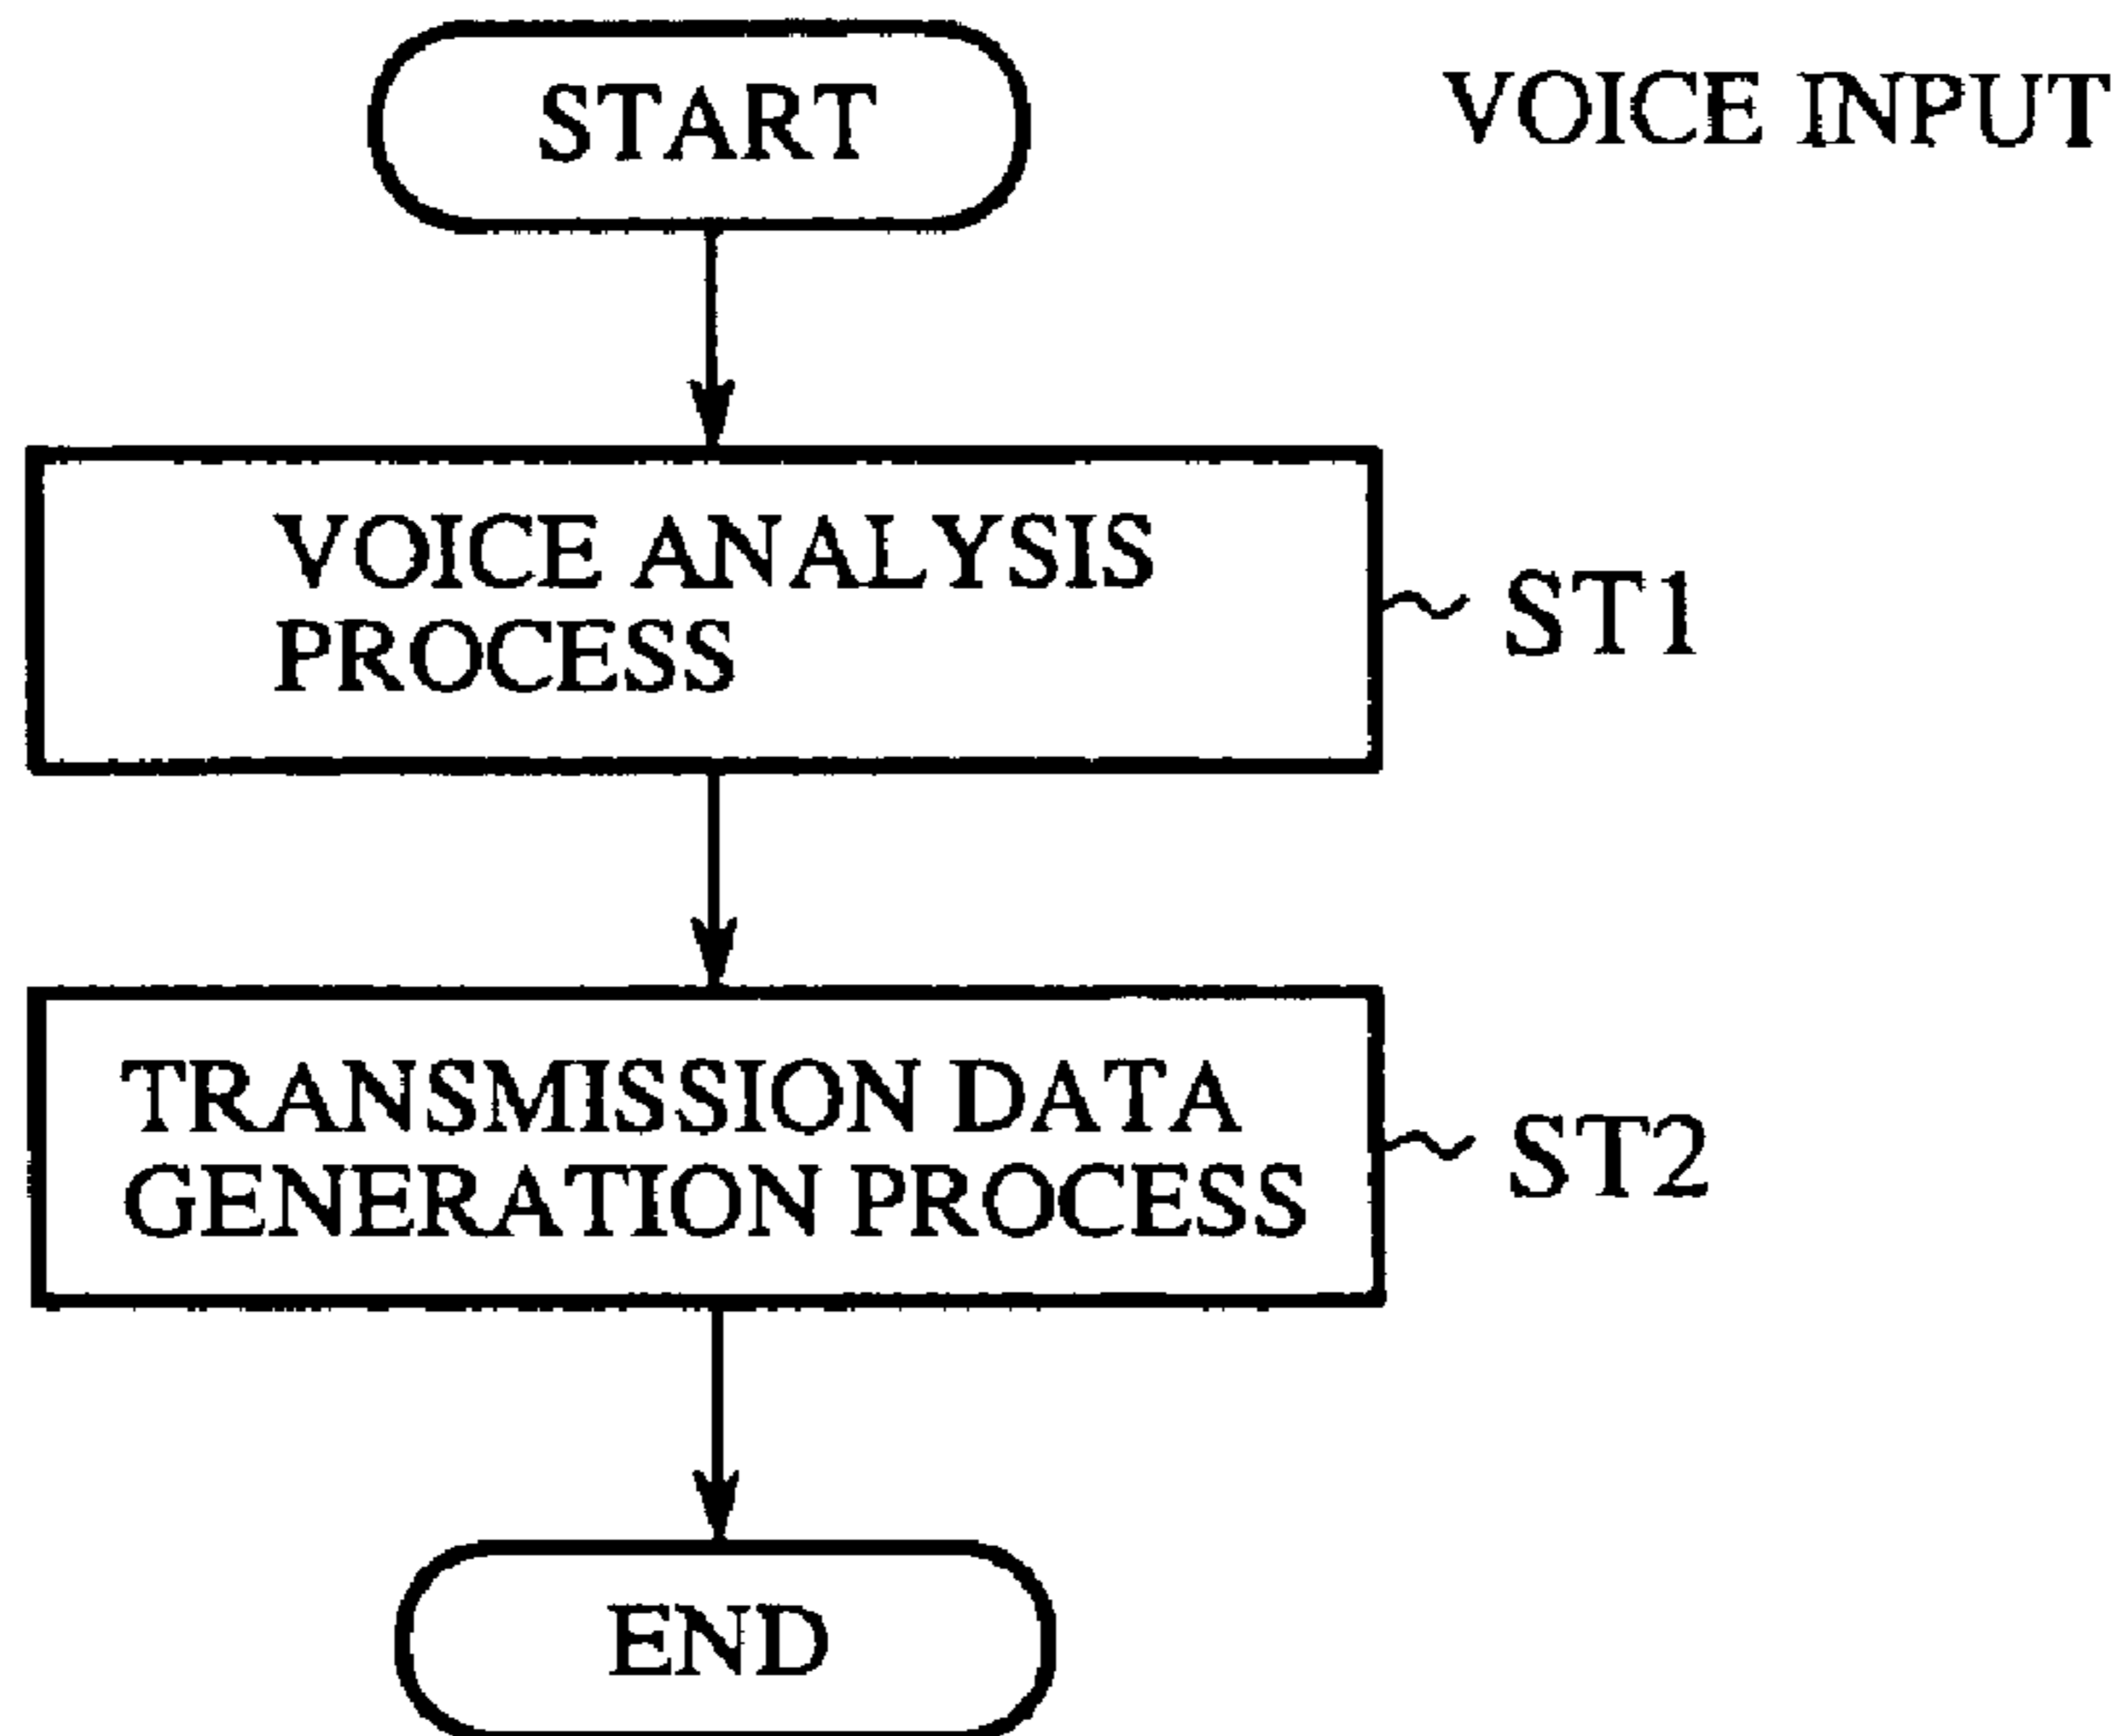 START
VOICE INPUT
VOICE ANALYSIS
PROCESS
ST1
TRANSMISSION DATA
GENERATION PROCESS
ST2
END